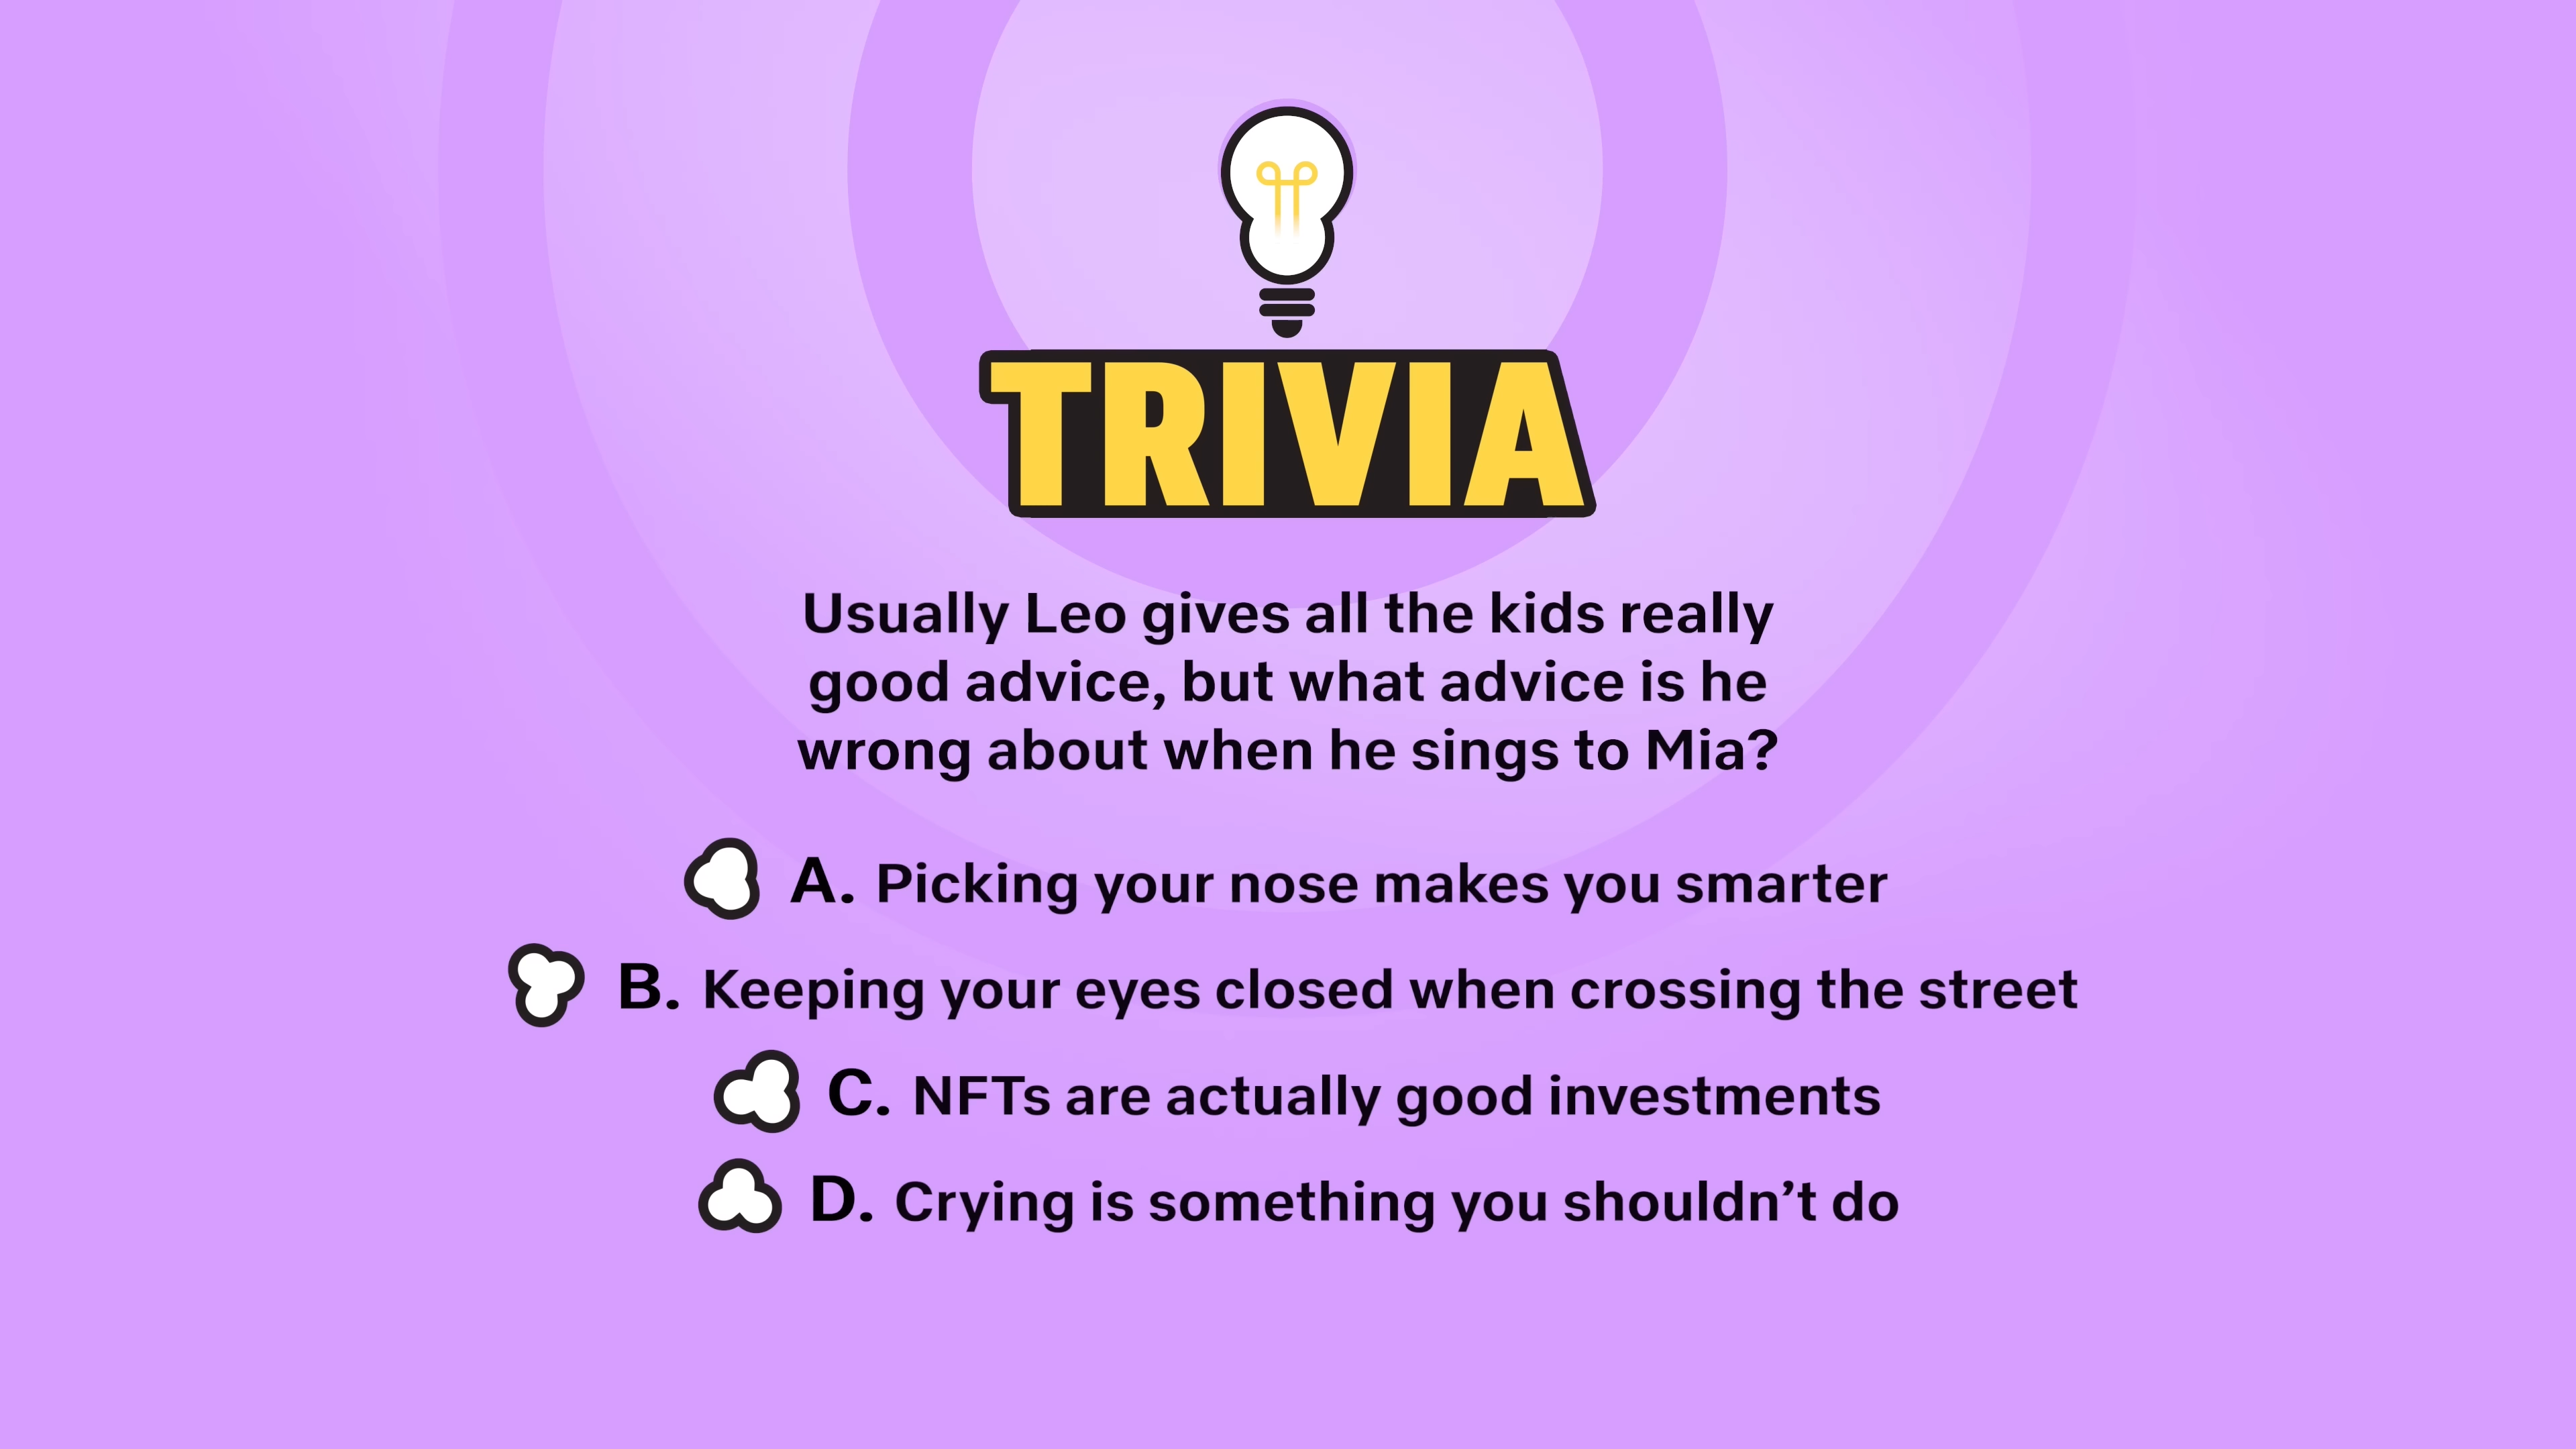 TRIVIA
Usually Leo gives all the kids really
good advice, but what advice is he
wrong about when he sings to Mia?
A. Picking your nose makes you smarter
B. Keeping your eyes closed when crossing the street
C. NFTs are actually good investments
D. Crying is something you shouldn’t do